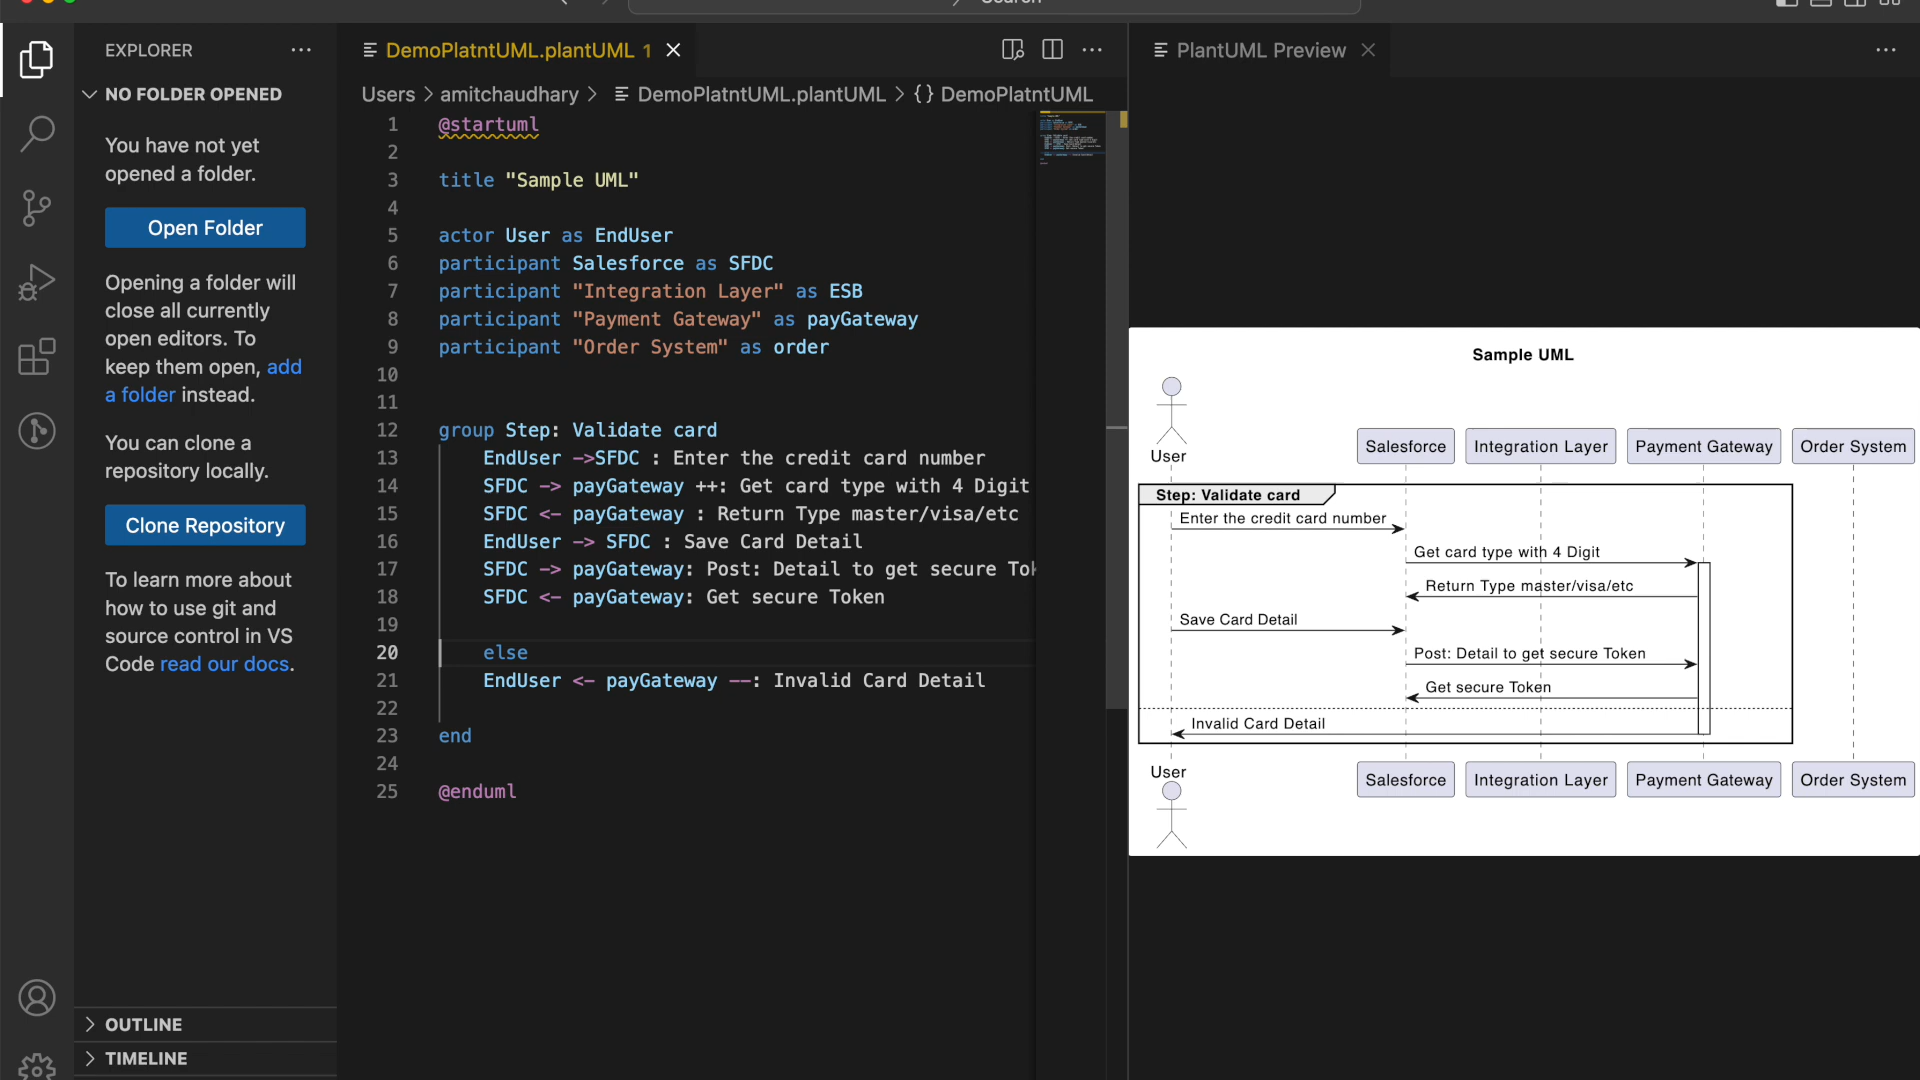 Search
EXPLORER
NO FOLDER OPENED
You have not yet
opened a folder.
Open Folder
Opening a folder will
close all currently
open editors. To
keep them open, add
a folder instead.
You can clone a
repository locally.
Clone Repository
To learn more about
how to use git and
source control in VS
Code read our docs.
OUTLINE
TIMELINE
DemoPlatntUML.plantUML 1
Users > amitchaudhary > DemoPlatntUML.plantUML > {} DemoPlatntUML
1 @startuml
2
3 title "Sample UML"
4
5 actor User as EndUser
6 participant Salesforce as SFDC
7 participant "Integration Layer" as ESB
8 participant "Payment Gateway" as payGateway
9 participant "Order System" as order
10
11
12 group Step: Validate card
13 EndUser ->SFDC : Enter the credit card number
14 SFDC -> payGateway ++: Get card type with 4 Digit
15 SFDC <- payGateway : Return Type master/visa/etc
16 EndUser -> SFDC : Save Card Detail
17 SFDC -> payGateway: Post: Detail to get secure Tok
18 SFDC <- payGateway: Get secure Token
19
20 else
21 EndUser <- payGateway --: Invalid Card Detail
22
23 end
24
25 @enduml
PlantUML Preview
Sample UML
User
Salesforce
Integration Layer
Payment Gateway
Order System
Step: Validate card
Enter the credit card number
Get card type with 4 Digit
Return Type master/visa/etc
Save Card Detail
Post: Detail to get secure Token
Get secure Token
Invalid Card Detail
User
Salesforce
Integration Layer
Payment Gateway
Order System